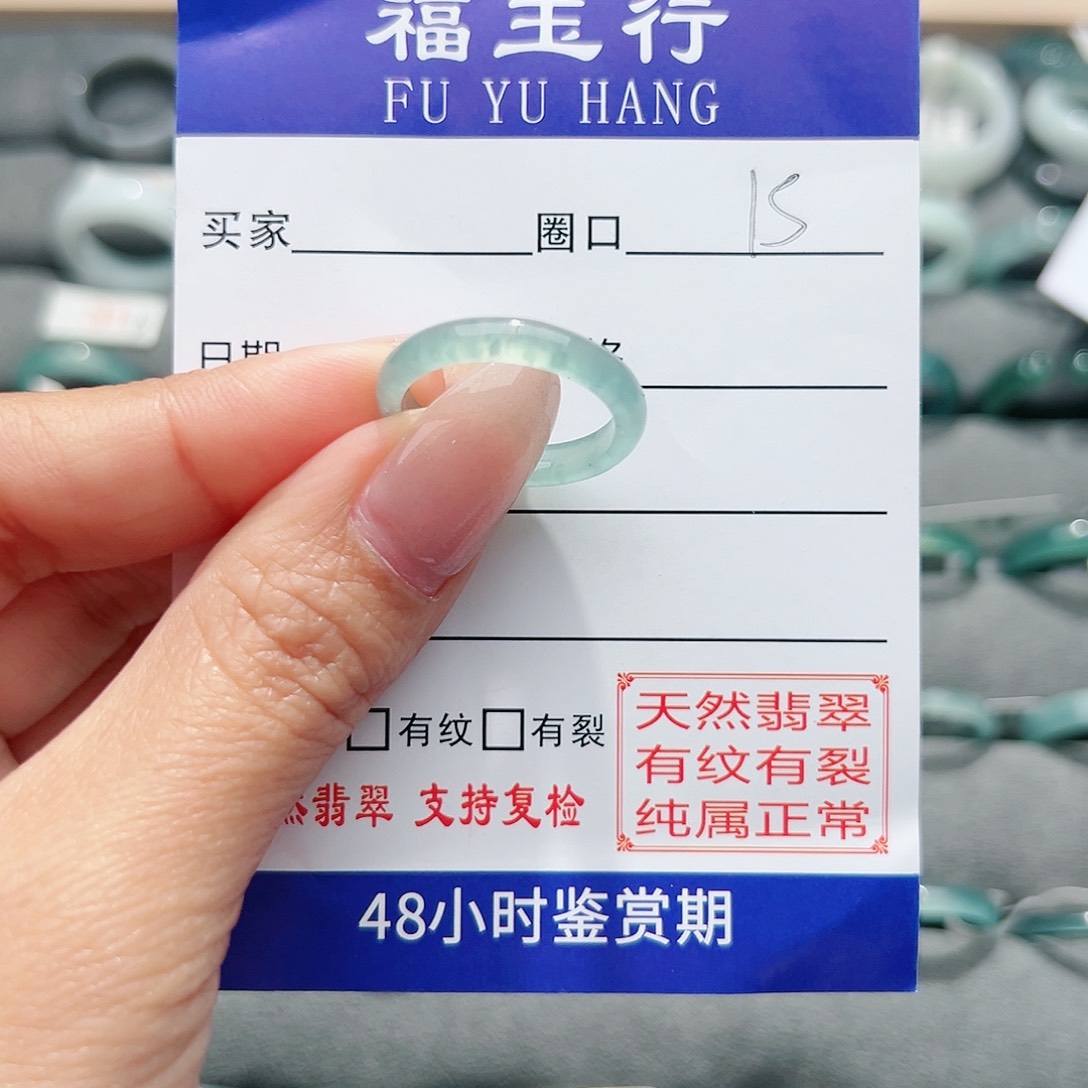 福玉行
FU YU HANG
买家 圈口 15
日期
有纹 有裂
翡翠 支持复检
天然翡翠
有纹有裂
纯属正常
48小时鉴赏期